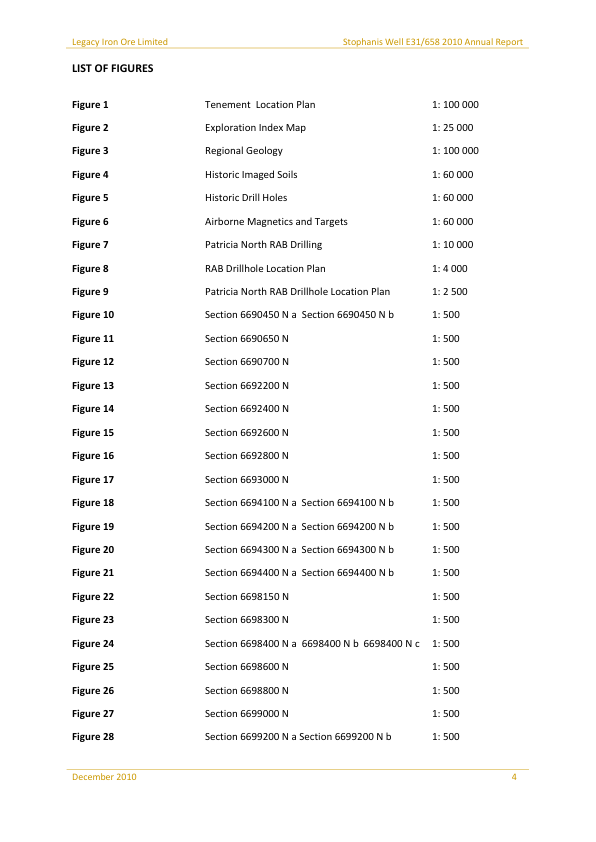 Legacy Iron Ore Limited Stophanis Well E31/658 2010 Annual Report
LIST OF FIGURES
Figure 1 Tenement Location Plan 1: 100 000
Figure 2 Exploration Index Map 1: 25 000
Figure 3 Regional Geology 1: 100 000
Figure 4 Historic Imaged Soils 1: 60 000
Figure 5 Historic Drill Holes 1: 60 000
Figure 6 Airborne Magnetics and Targets 1: 60 000
Figure 7 Patricia North RAB Drilling 1: 10 000
Figure 8 RAB Drillhole Location Plan 1: 4 000
Figure 9 Patricia North RAB Drillhole Location Plan 1: 2 500
Figure 10 Section 6690450 N a Section 6690450 N b 1: 500
Figure 11 Section 6690650 N 1: 500
Figure 12 Section 6690700 N 1: 500
Figure 13 Section 6692200 N 1: 500
Figure 14 Section 6692400 N 1: 500
Figure 15 Section 6692600 N 1: 500
Figure 16 Section 6692800 N 1: 500
Figure 17 Section 6693000 N 1: 500
Figure 18 Section 6694100 N a Section 6694100 N b 1: 500
Figure 19 Section 6694200 N a Section 6694200 N b 1: 500
Figure 20 Section 6694300 N a Section 6694300 N b 1: 500
Figure 21 Section 6694400 N a Section 6694400 N b 1: 500
Figure 22 Section 6698150 N 1: 500
Figure 23 Section 6698300 N 1: 500
Figure 24 Section 6698400 N a 6698400 N b 6698400 N c 1: 500
Figure 25 Section 6698600 N 1: 500
Figure 26 Section 6698800 N 1: 500
Figure 27 Section 6699000 N 1: 500
Figure 28 Section 6699200 N a Section 6699200 N b 1: 500
December 2010 4